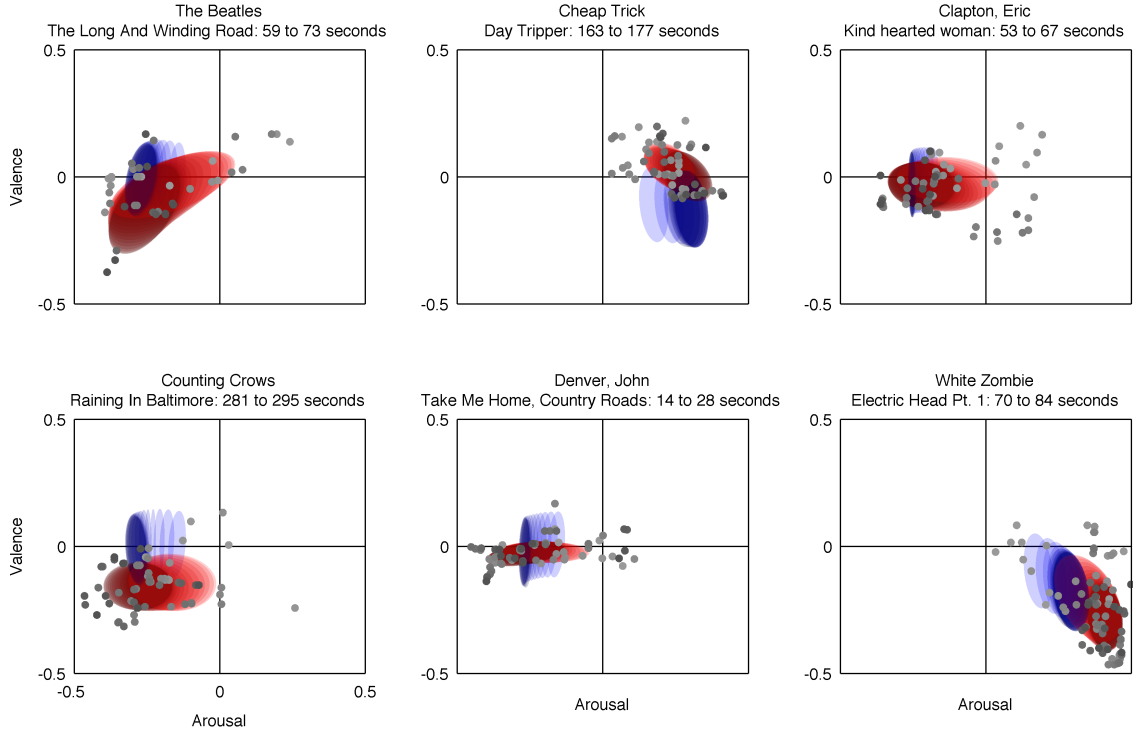 The Beatles
The Long And Winding Road: 59 to 73 seconds
Cheap Trick
Day Tripper: 163 to 177 seconds
Clapton, Eric
Kind hearted woman: 53 to 67 seconds
0.5
0
-0.5
Valence
0.5
0
-0.5
0.5
0
-0.5
Counting Crows
Raining In Baltimore: 281 to 295 seconds
Denver, John
Take Me Home, Country Roads: 14 to 28 seconds
White Zombie
Electric Head Pt. 1: 70 to 84 seconds
0.5
0
-0.5
Valence
-0.5
0
0.5
Arousal
0.5
0
-0.5
Arousal
0.5
0
-0.5
Arousal